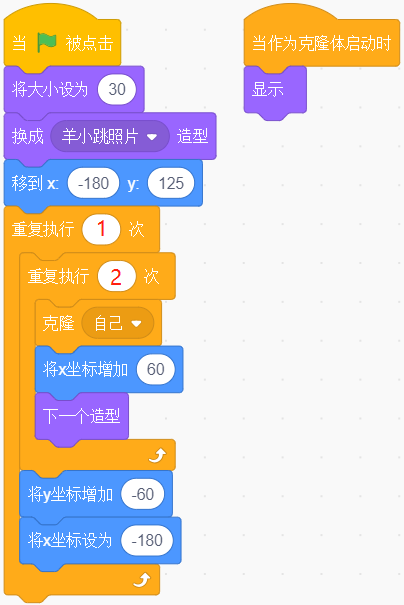 当 被点击
将大小设为 30
换成 羊小跳照片 造型
移到 x: -180 y: 125
重复执行 1 次
重复执行 2 次
克隆 自己
将x坐标增加 60
下一个造型
将y坐标增加 -60
将x坐标设为 -180
当作为克隆体启动时
显示